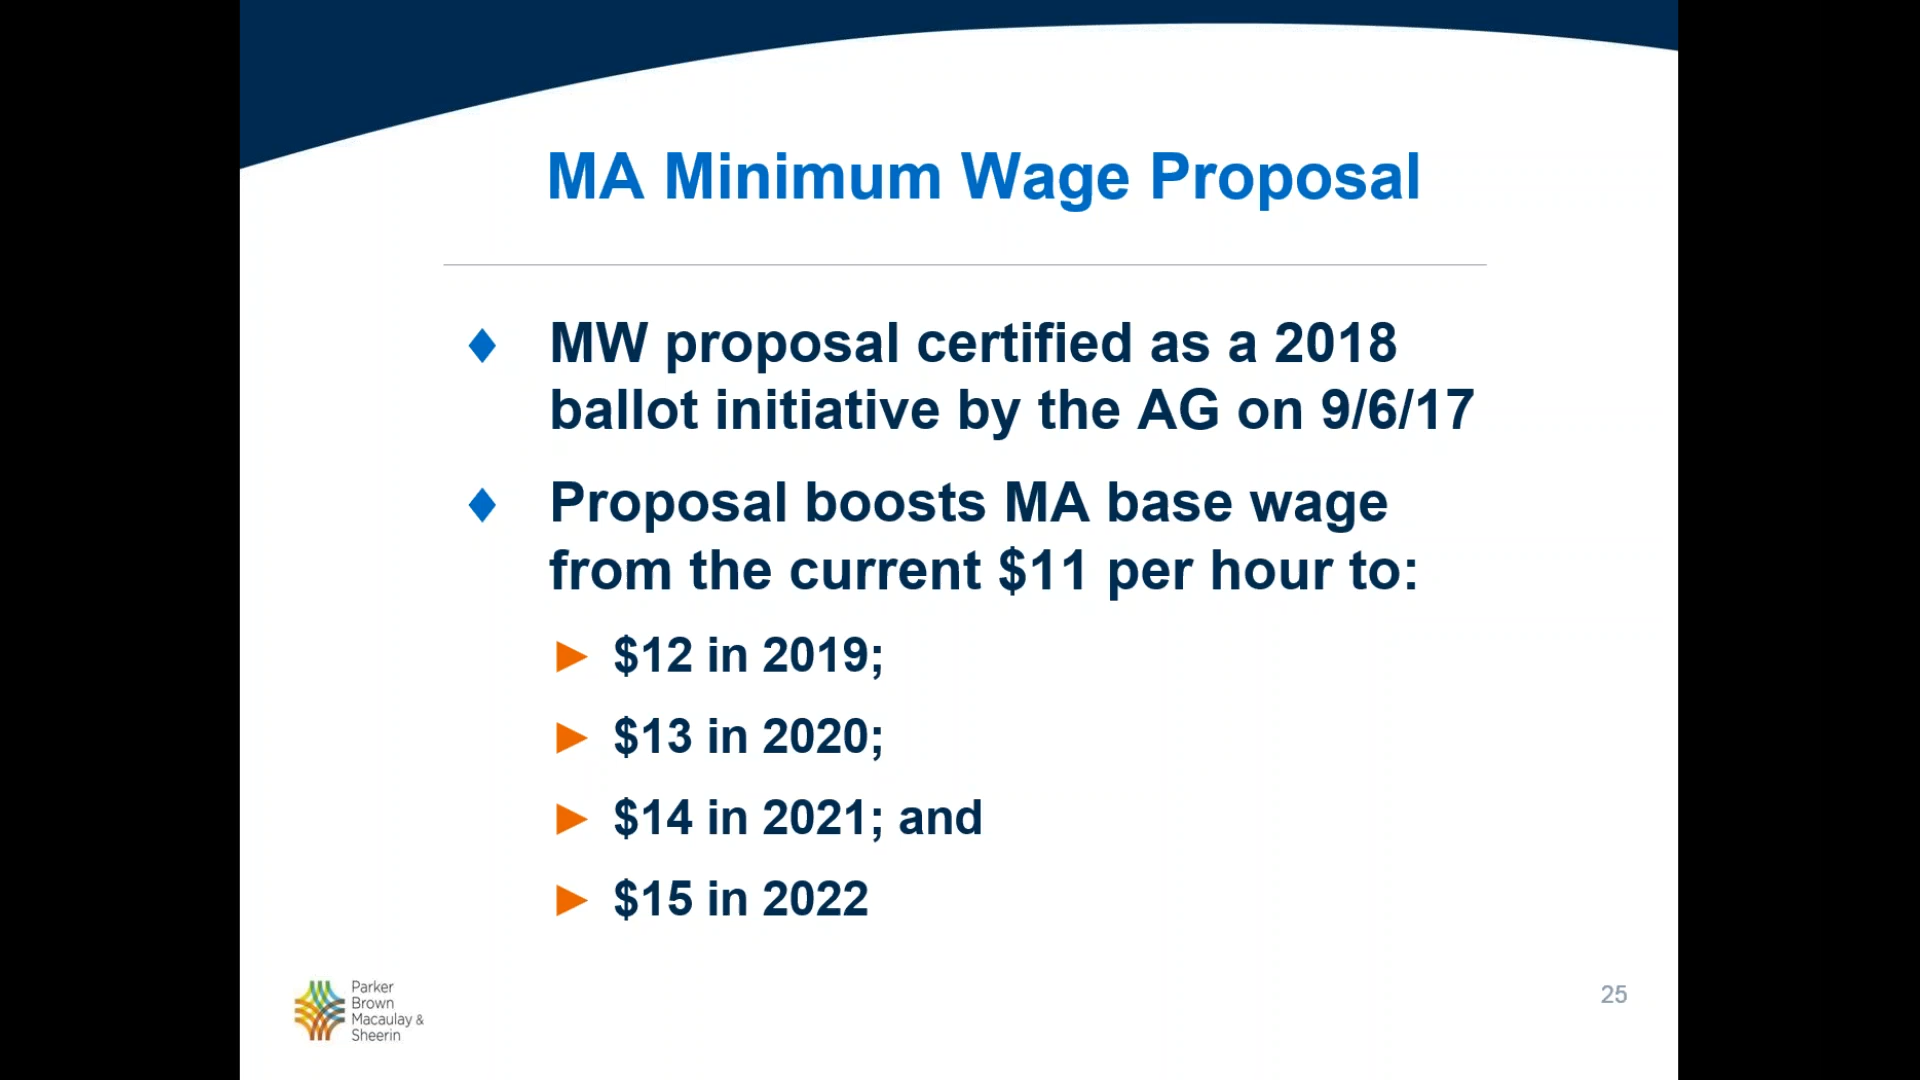 MA Minimum Wage Proposal
MW proposal certified as a 2018
ballot initiative by the AG on 9/6/17
Proposal boosts MA base wage
from the current $11 per hour to:
$12 in 2019;
$13 in 2020;
$14 in 2021; and
$15 in 2022
Parker
Brown
Macaulay &
Sheerin
25